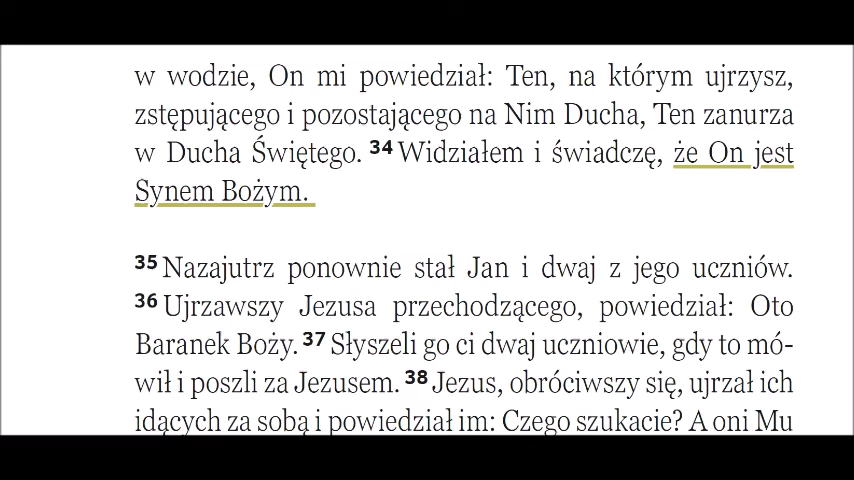 w wodzie, On mi powiedział: Ten, na którym ujrzysz,
zstępującego i pozostającego na Nim Ducha, Ten zanurza
w Ducha Świętego. 34 Widziałem i świadczę, że On jest
Synem Bożym.
35 Nazajutrz ponownie stał Jan i dwaj z jego uczniów.
36 Ujrzawszy Jezusa przechodzącego, powiedział: Oto
Baranek Boży. 37 Słyszeli go ci dwaj uczniowie, gdy to mó-
wił i poszli za Jezusem. 38 Jezus, obróciwszy się, ujrzał ich
idących za sobą i powiedział im: Czego szukacie? A oni Mu